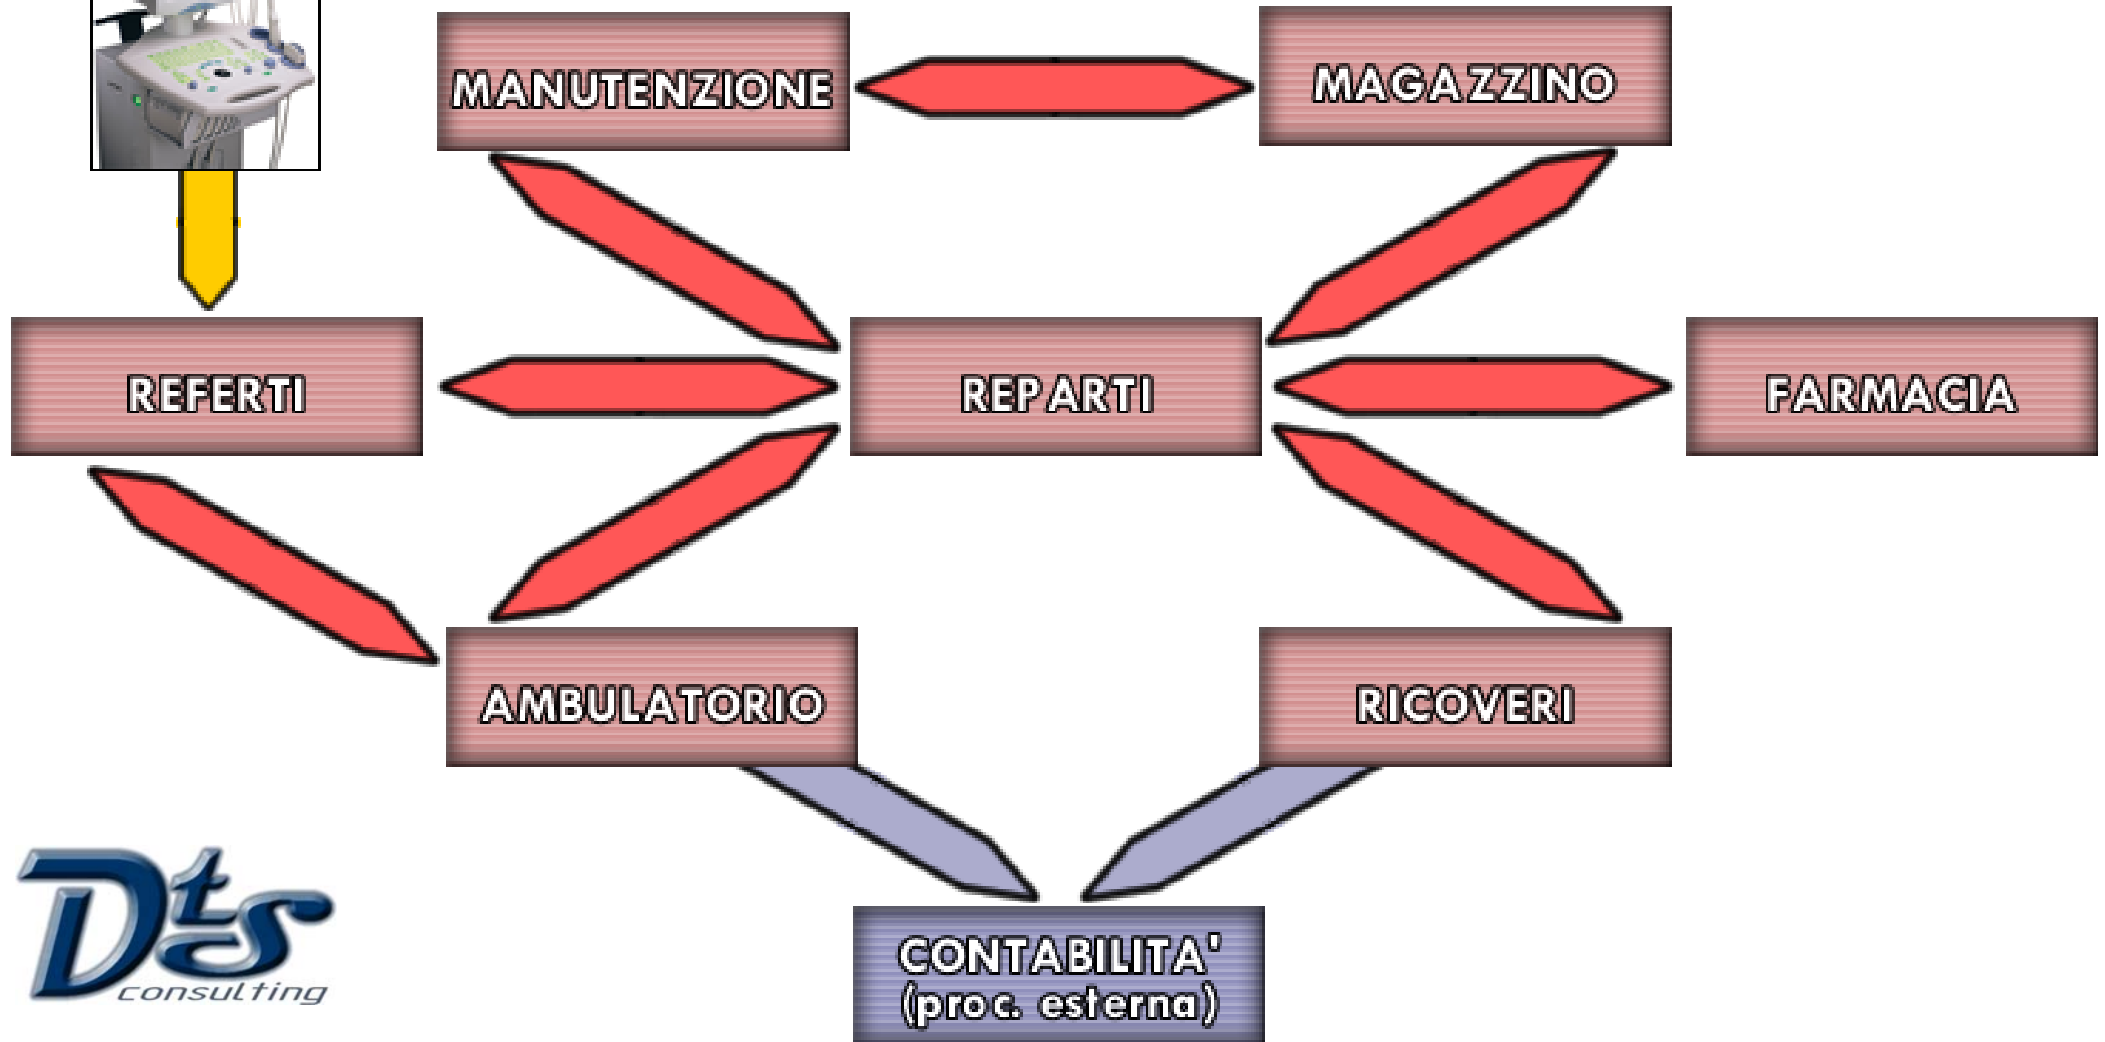 MANUTENZIONE
MAGAZZINO
REFERTI
REPARTI
FARMACIA
AMBULATORIO
RICOVERI
CONTABILITA'
(proc. esterna)
Dts
consulting